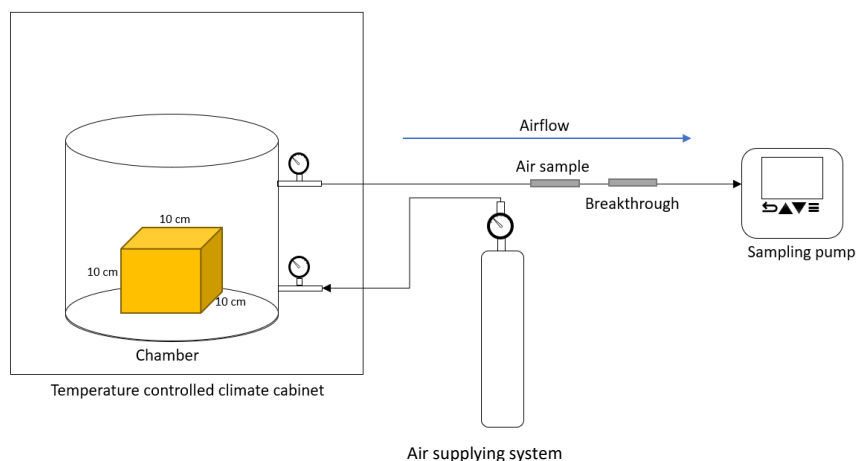 Airflow
Air sample
Breakthrough
Sampling pump
10 cm
10 cm
10 cm
Chamber
Temperature controlled climate cabinet
Air supplying system